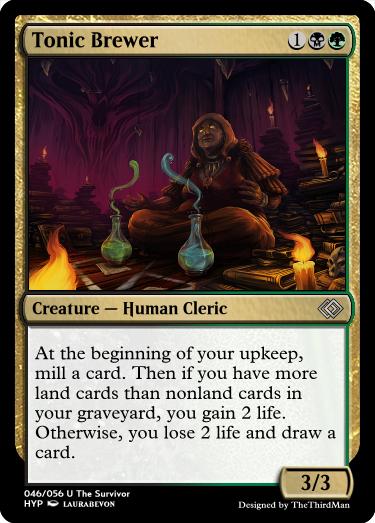 Tonic Brewer 1
Creature — Human Cleric
At the beginning of your upkeep,
mill a card. Then if you have more
land cards than nonland cards in
your graveyard, you gain 2 life.
Otherwise, you lose 2 life and draw a
card.
3/3
046/056 U The Survivor
HYP LAURABEVON
Designed by TheThirdMan